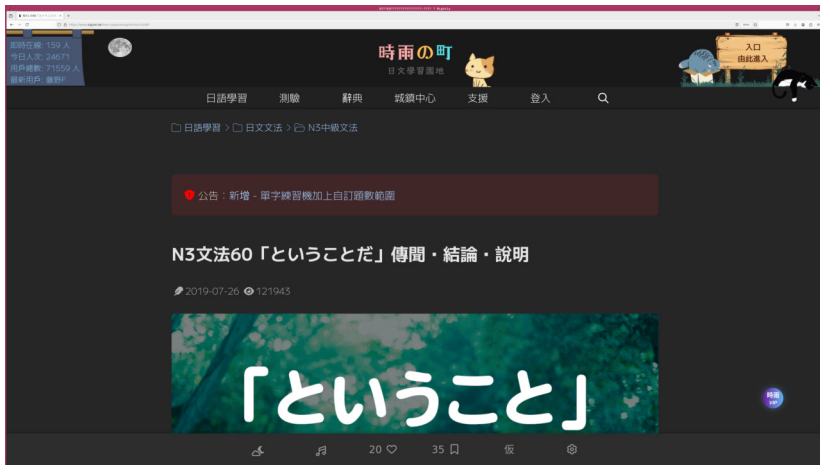 即時在線: 159 人
今日人次: 24671
用戶總數: 71559 人
最新用戶: 藤野F
時雨の町
日文學習園地
入口
由此進入
日語學習 測驗 辭典 城鎮中心 支援 登入
日語學習 > 日文文法 > N3中級文法
公告：新增 - 單字練習機加上自訂題數範圍
N3文法60「ということだ」傳聞・結論・說明
2019-07-26 121943
「ということ」
時雨
VIP
20 35 仮